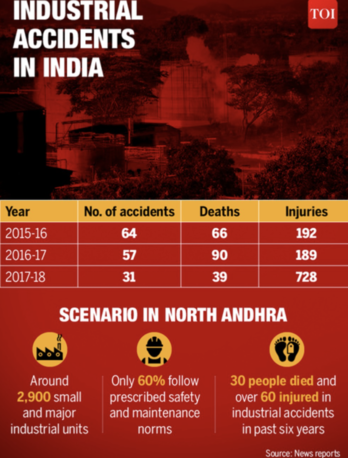 INDUSTRIAL
ACCIDENTS
IN INDIA
TOI
Year No. of accidents Deaths Injuries
2015-16 64 66 192
2016-17 57 90 189
2017-18 31 39 728
SCENARIO IN NORTH ANDHRA
Around
2,900 small
and major
industrial units
Only 60% follow
prescribed safety
and maintenance
norms
30 people died and
over 60 injured in
industrial accidents
in past six years
Source: News reports